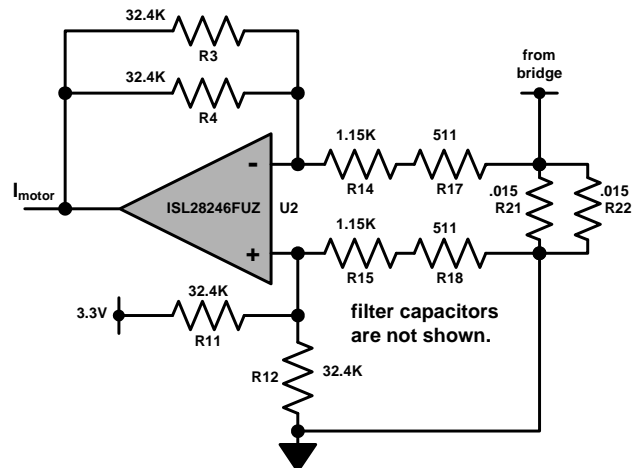 32.4K
R3
32.4K
R4
from
bridge
1.15K
511
-
R14
R17
.015
R21
.015
R22
I motor
ISL28246FUZ
U2
1.15K
511
+
R15
R18
3.3V
32.4K
R11
filter capacitors
are not shown.
R12
32.4K